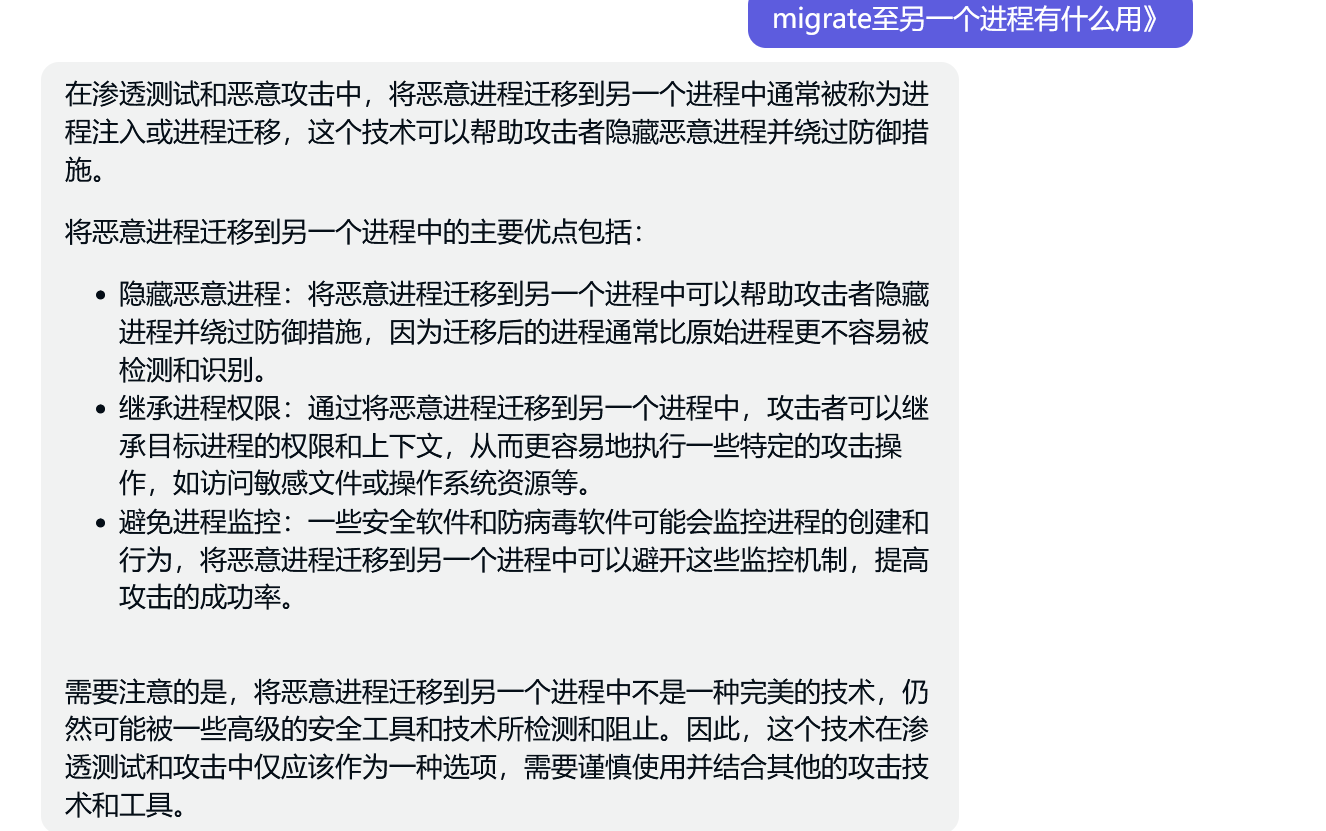 migrate至另一个进程有什么用》
在渗透测试和恶意攻击中，将恶意进程迁移到另一个进程中通常被称为进
程注入或进程迁移，这个技术可以帮助攻击者隐藏恶意进程并绕过防御措
施。
将恶意进程迁移到另一个进程中的主要优点包括：
• 隐藏恶意进程：将恶意进程迁移到另一个进程中可以帮助攻击者隐藏
进程并绕过防御措施，因为迁移后的进程通常比原始进程更不容易被
检测和识别。
• 继承进程权限：通过将恶意进程迁移到另一个进程中，攻击者可以继
承目标进程的权限和上下文，从而更容易地执行一些特定的攻击操
作，如访问敏感文件或操作系统资源等。
• 避免进程监控：一些安全软件和防病毒软件可能会监控进程的创建和
行为，将恶意进程迁移到另一个进程中可以避开这些监控机制，提高
攻击的成功率。
需要注意的是，将恶意进程迁移到另一个进程中不是一种完美的技术，仍
然可能被一些高级的安全工具和技术所检测和阻止。因此，这个技术在渗
透测试和攻击中仅应该作为一种选项，需要谨慎使用并结合其他的攻击技
术和工具。